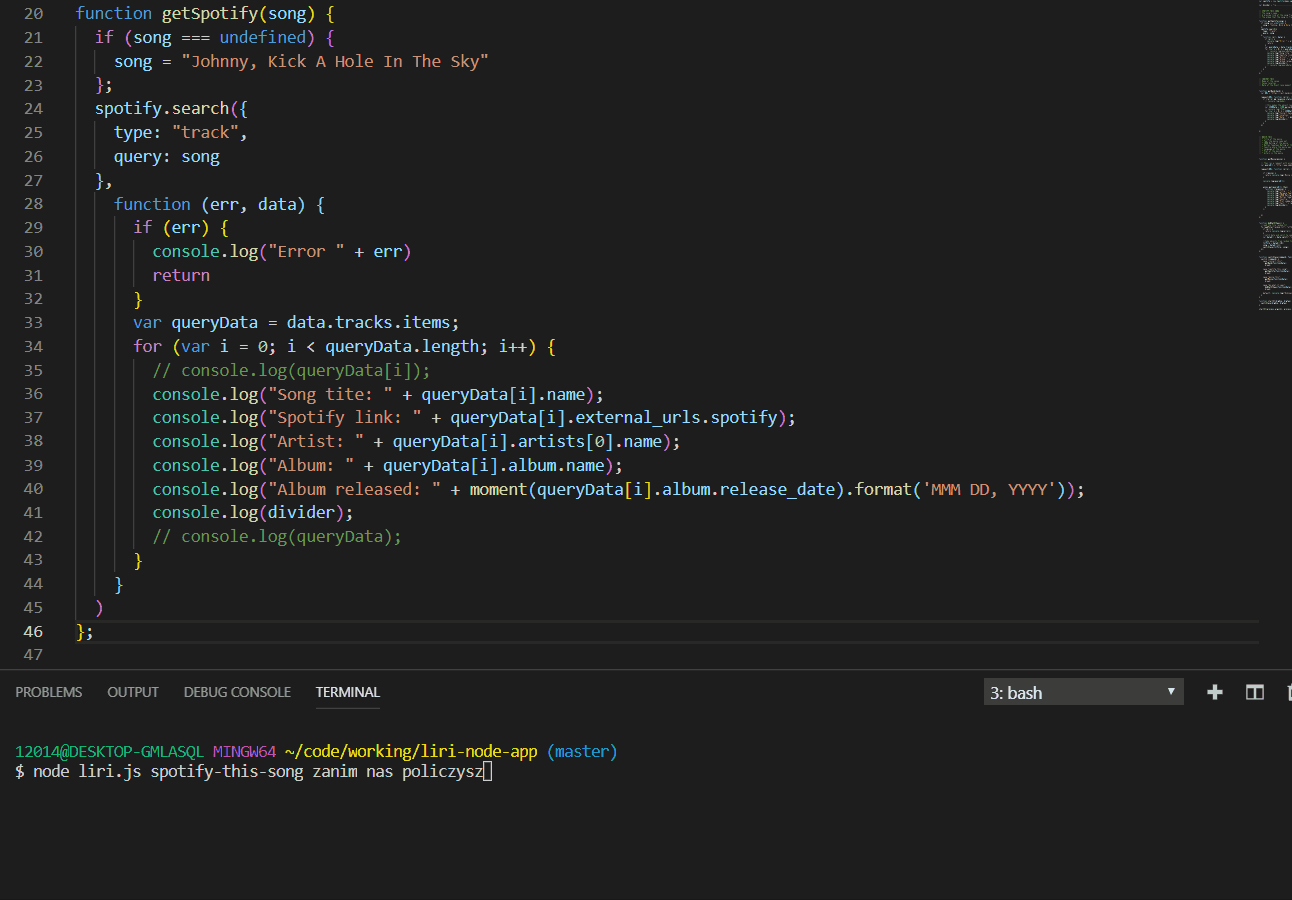 20 function getSpotify(song) {
21 if (song === undefined) {
22 song = "Johnny, Kick A Hole In The Sky"
23 };
24 spotify.search({
25 type: "track",
26 query: song
27 },
28 function (err, data) {
29 if (err) {
30 console.log("Error " + err)
31 return
32 }
33 var queryData = data.tracks.items;
34 for (var i = 0; i < queryData.length; i++) {
35 // console.log(queryData[i]);
36 console.log("Song tite: " + queryData[i].name);
37 console.log("Spotify link: " + queryData[i].external_urls.spotify);
38 console.log("Artist: " + queryData[i].artists[0].name);
39 console.log("Album: " + queryData[i].album.name);
40 console.log("Album released: " + moment(queryData[i].album.release_date).format('MMM DD, YYYY'));
41 console.log(divider);
42 // console.log(queryData);
43 }
44 }
45 )
46 };
47
PROBLEMS OUTPUT DEBUG CONSOLE TERMINAL 3: bash
12014@DESKTOP-GMLASQL MINGW64 ~/code/working/liri-node-app (master)
$ node liri.js spotify-this-song zanim nas policzysz